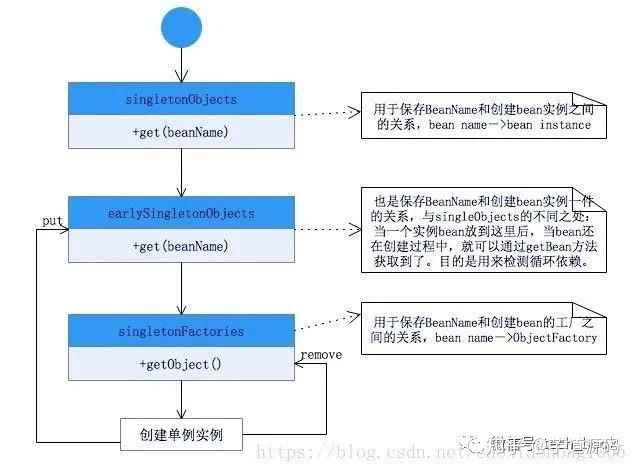 singletonObjects
+get(beanName)
用于保存BeanName和创建bean实例之间
的关系，bean name—>bean instance
put
earlySingletonObjects
+get(beanName)
也是保存BeanName和创建bean实例一件
的关系，与singleObjects的不同之处：
当一个实例bean放到这里后，当bean还
在创建过程中，就可以通过getBean方法
获取到了。目的是用来检测循环依赖。
singletonFactories
+getObject()
用于保存BeanName和创建bean的工厂之
间的关系，bean name—>ObjectFactory
remove
创建单例实例
https://blog.csdn.net/